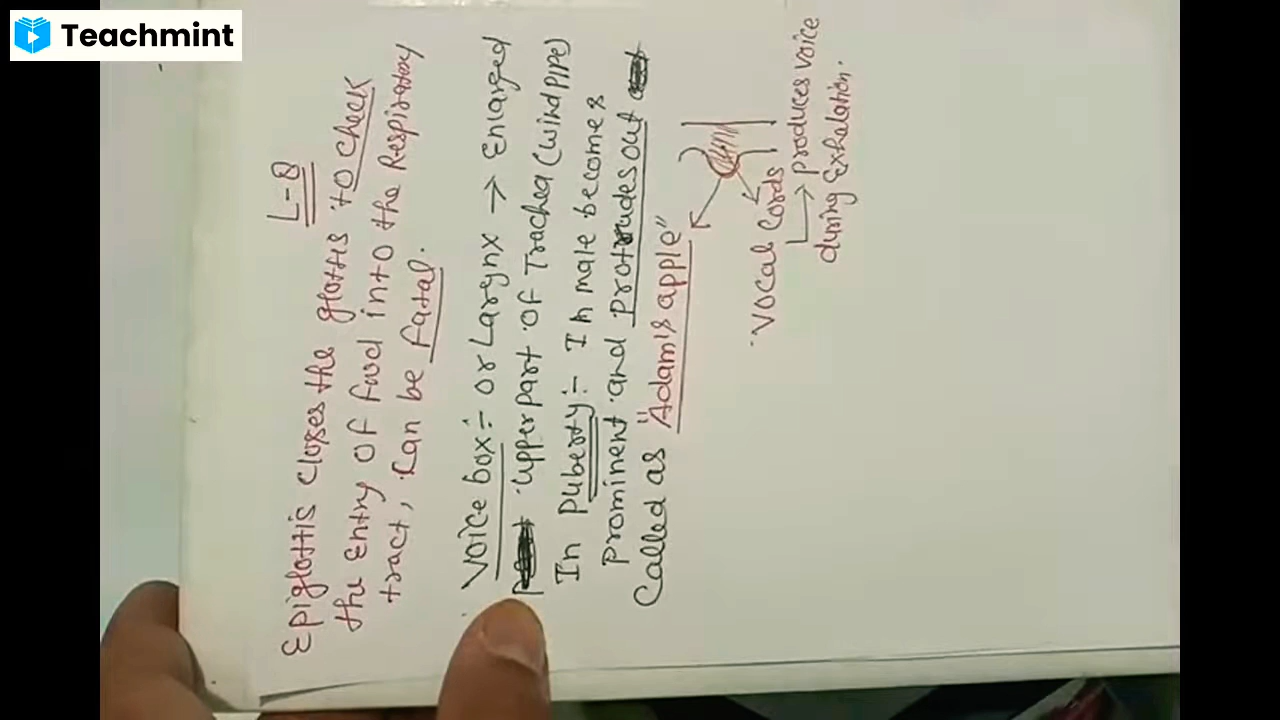 Teachmint
L-8
Epiglottis closes the glottis to check
the Entry of food into the Respiratory
tract, Can be fatal.
Voice box:- or Larynx → Enlarged
upper part of Trachea (wind PIPe)
In Puberty:- In male becomes
prominent and protrudes out
Called as "Adam's apple"
Vocal Cords
↳ produces voice
during Exhalation.